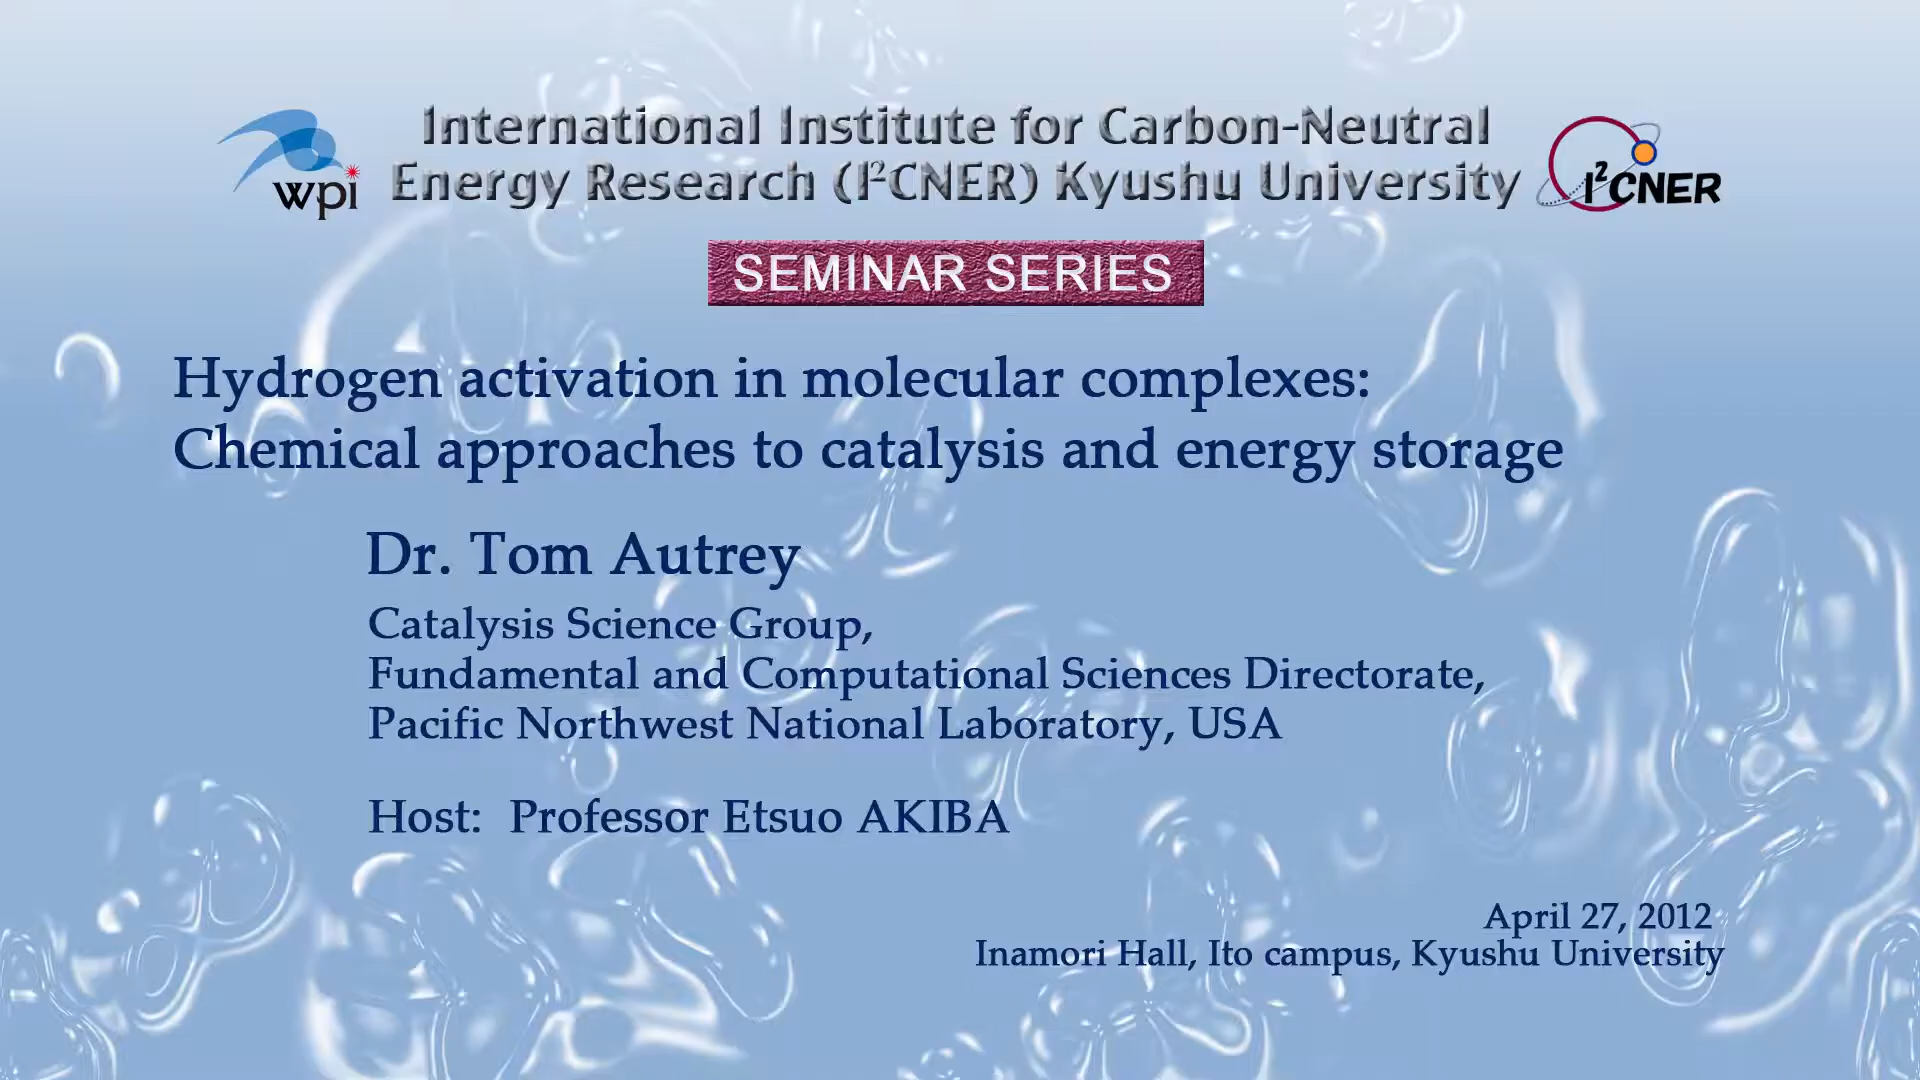 International Institute for Carbon-Neutral
Energy Research (I²CNER) Kyushu University
wpi
I²CNER
SEMINAR SERIES
Hydrogen activation in molecular complexes:
Chemical approaches to catalysis and energy storage
Dr. Tom Autrey
Catalysis Science Group,
Fundamental and Computational Sciences Directorate,
Pacific Northwest National Laboratory, USA
Host: Professor Etsuo AKIBA
April 27, 2012
Inamori Hall, Ito campus, Kyushu University